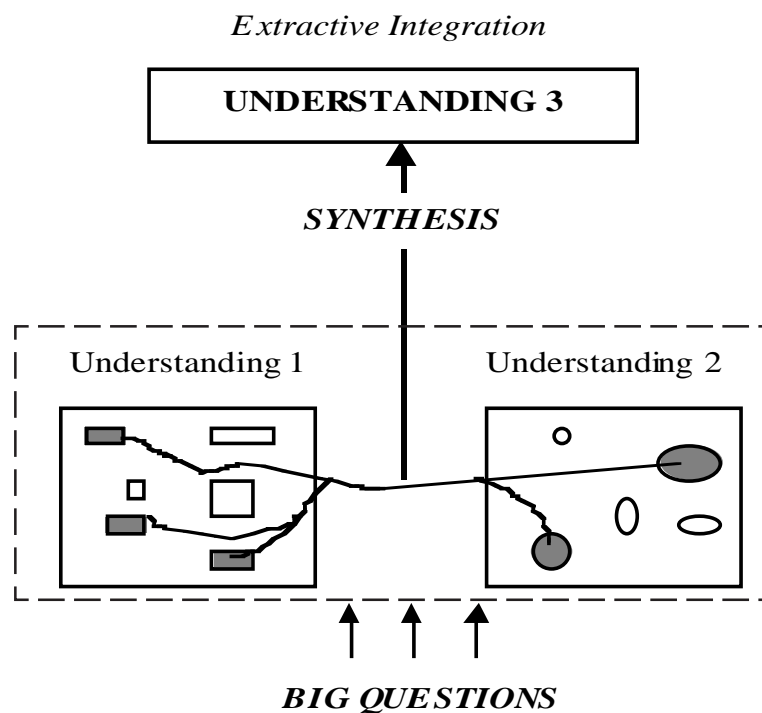 Extractive Integration
UNDERSTANDING 3
SYNTHESIS
Understanding 1
Understanding 2
BIG QUESTIONS